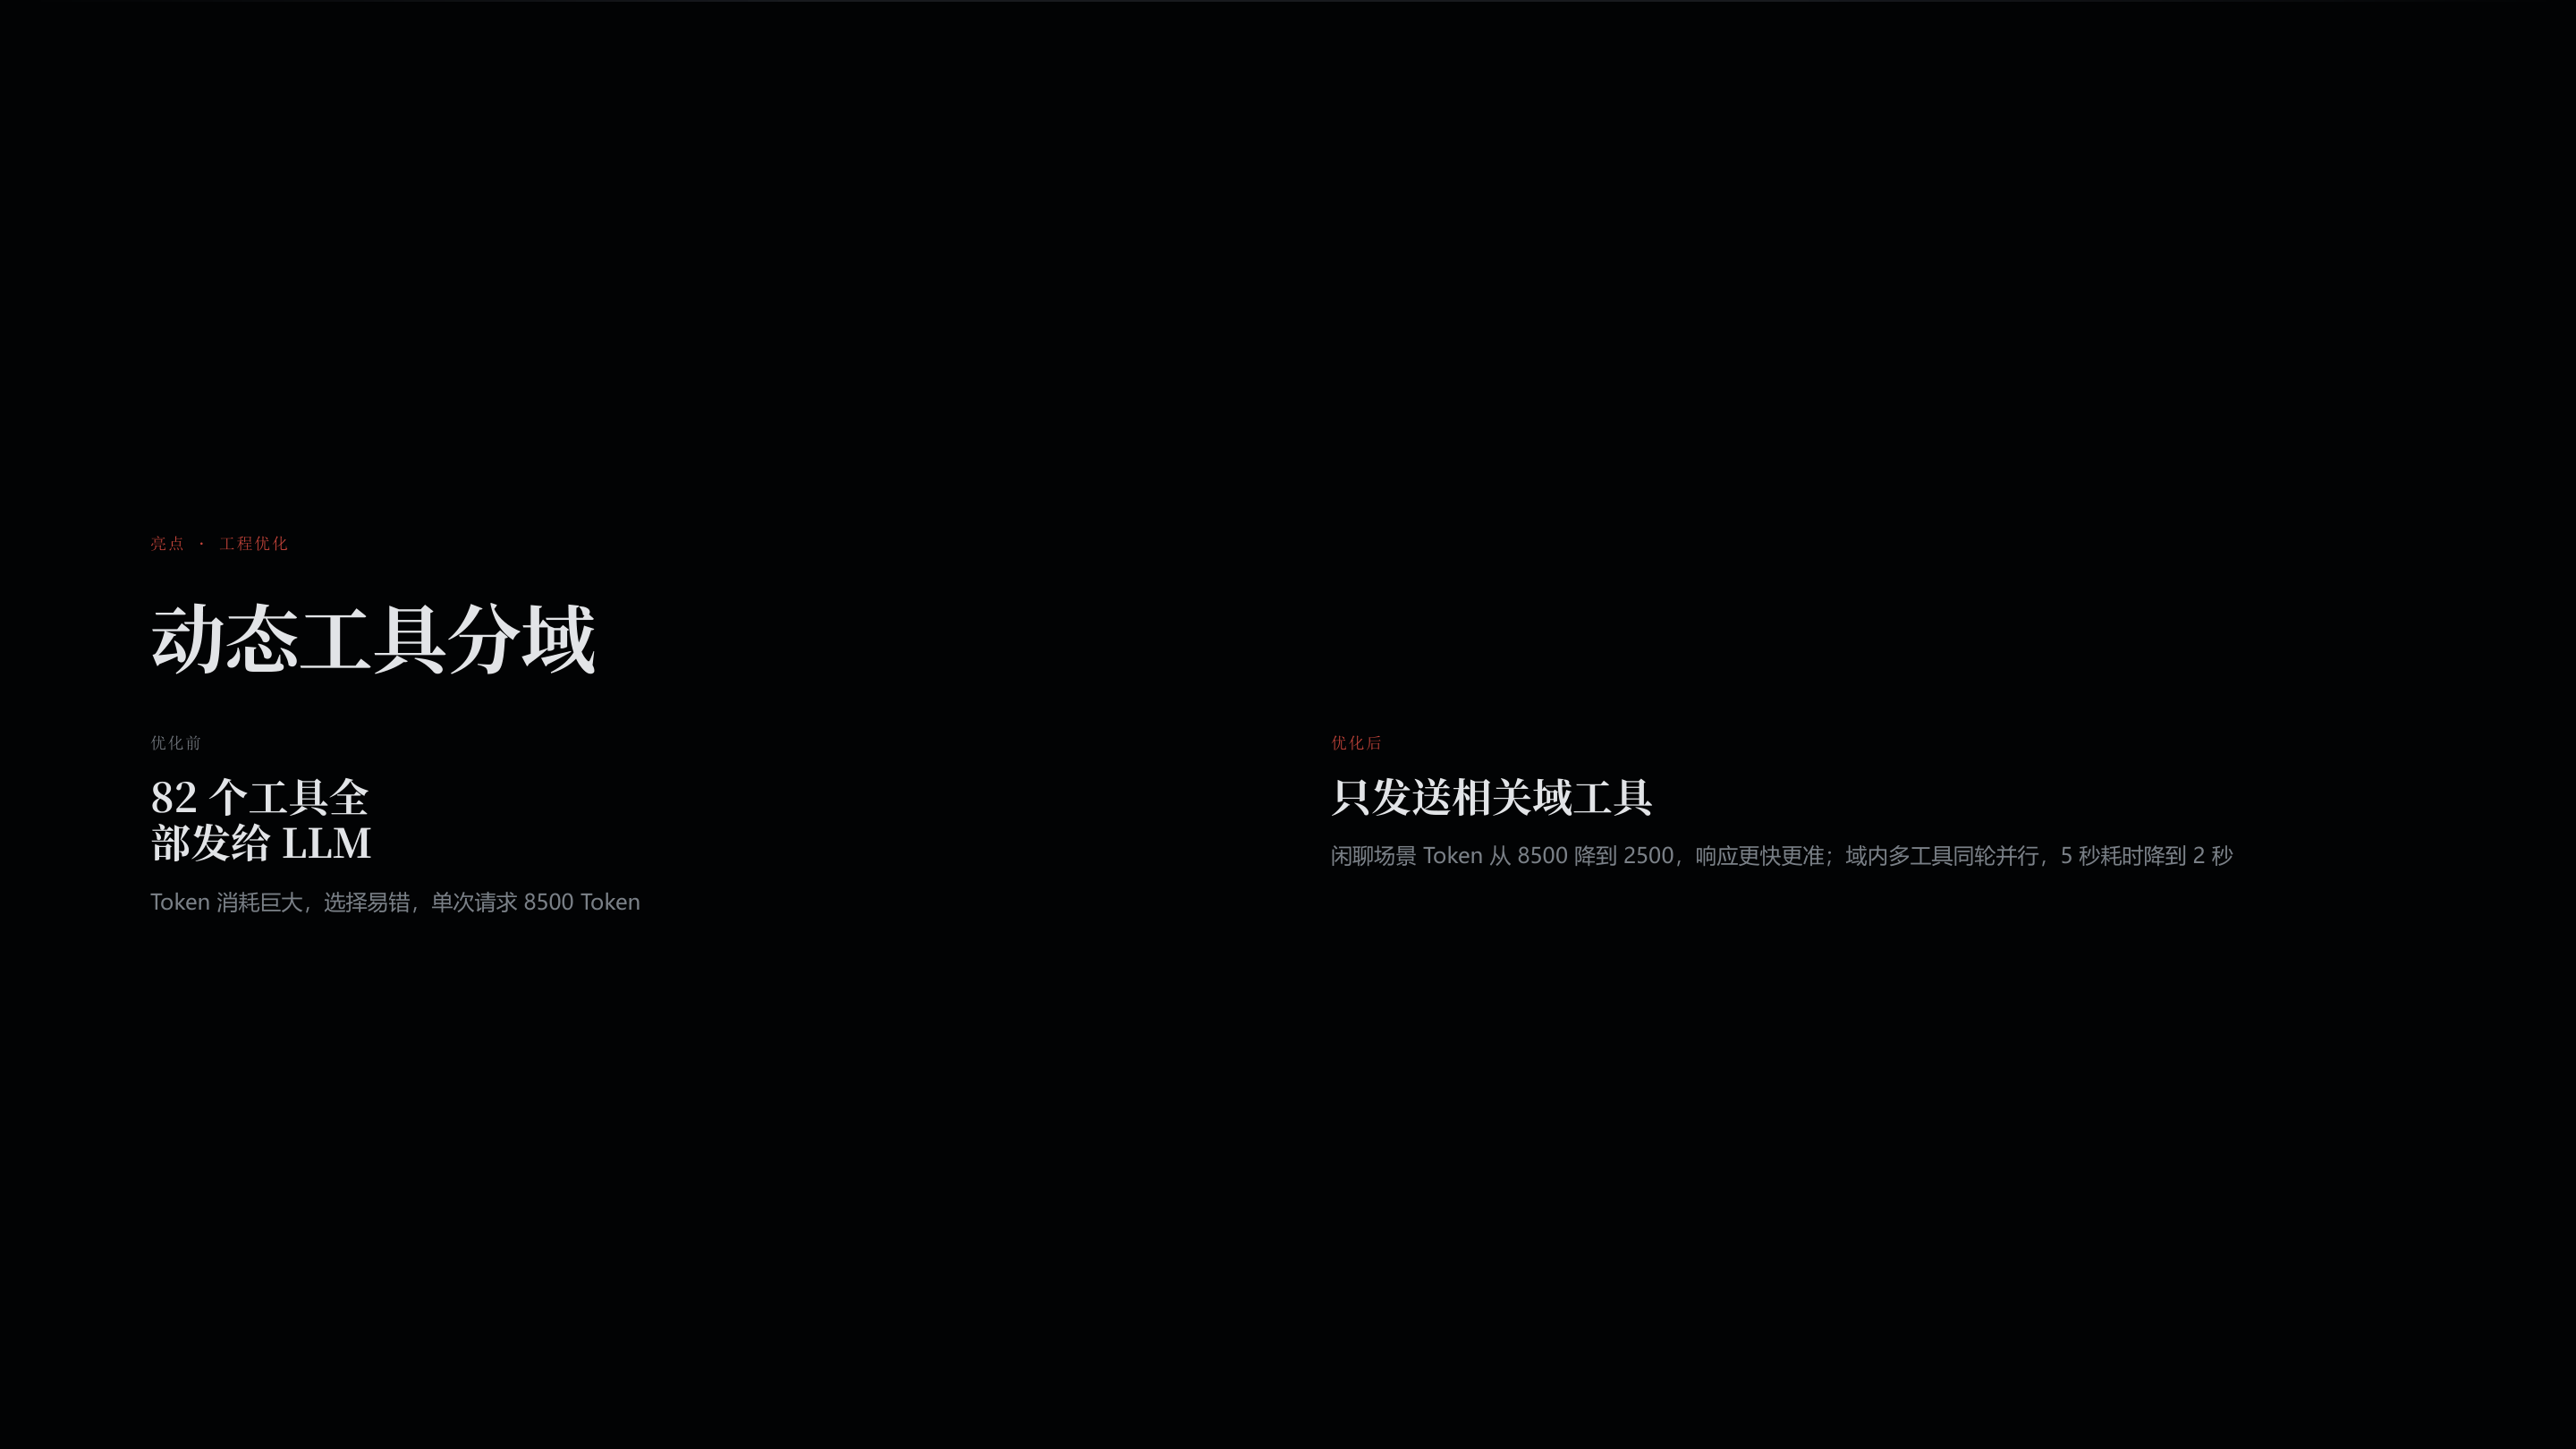 亮点 · 工程优化
动态工具分域
优化前
82 个工具全
部发给 LLM
Token 消耗巨大，选择易错，单次请求 8500 Token
优化后
只发送相关域工具
闲聊场景 Token 从 8500 降到 2500，响应更快更准；域内多工具同轮并行，5 秒耗时降到 2 秒